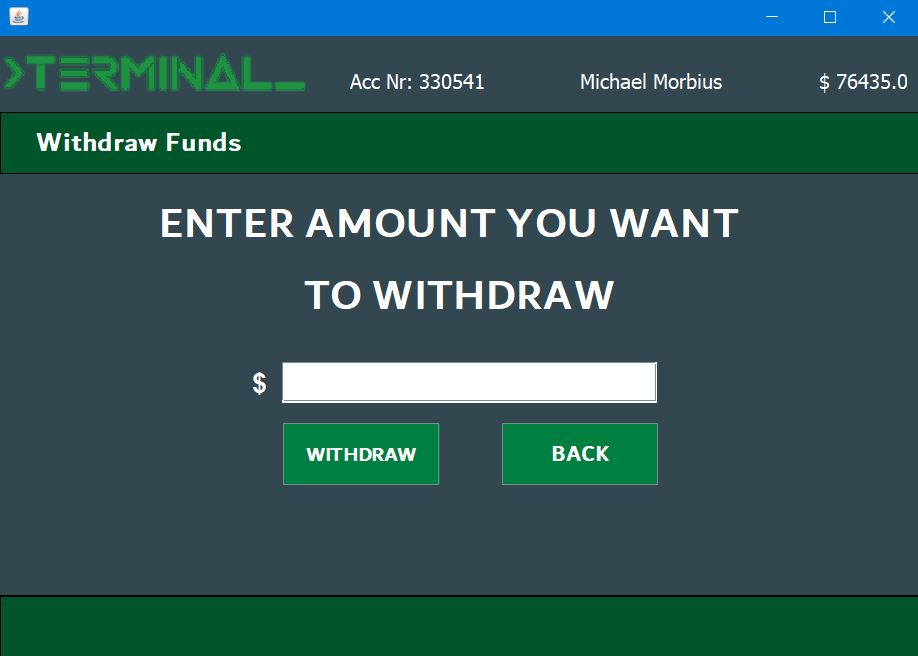 >TERMINAL_
Acc Nr: 330541
Michael Morbius
$ 76435.0
Withdraw Funds
ENTER AMOUNT YOU WANT
TO WITHDRAW
$
WITHDRAW
BACK